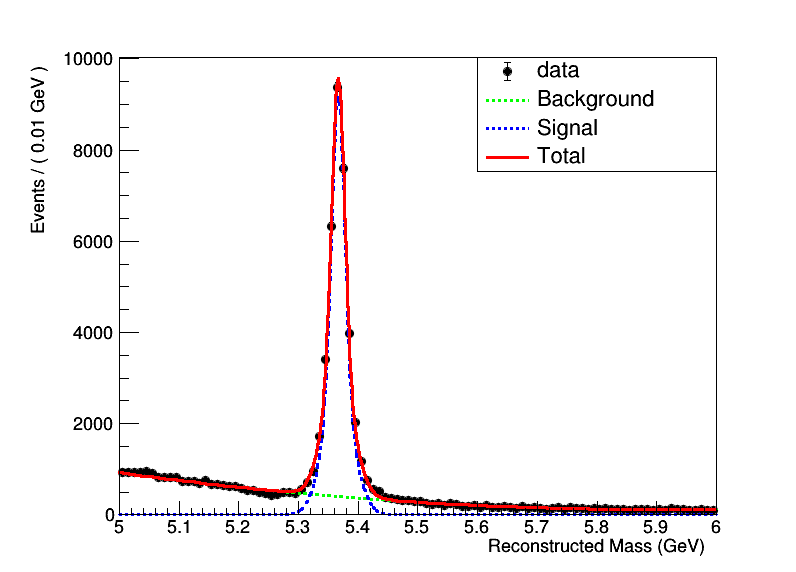 10000
8000
6000
4000
2000
0
Events / ( 0.01 GeV )
data
Background
Signal
Total
5 5.1 5.2 5.3 5.4 5.5 5.6 5.7 5.8 5.9 6
Reconstructed Mass (GeV)